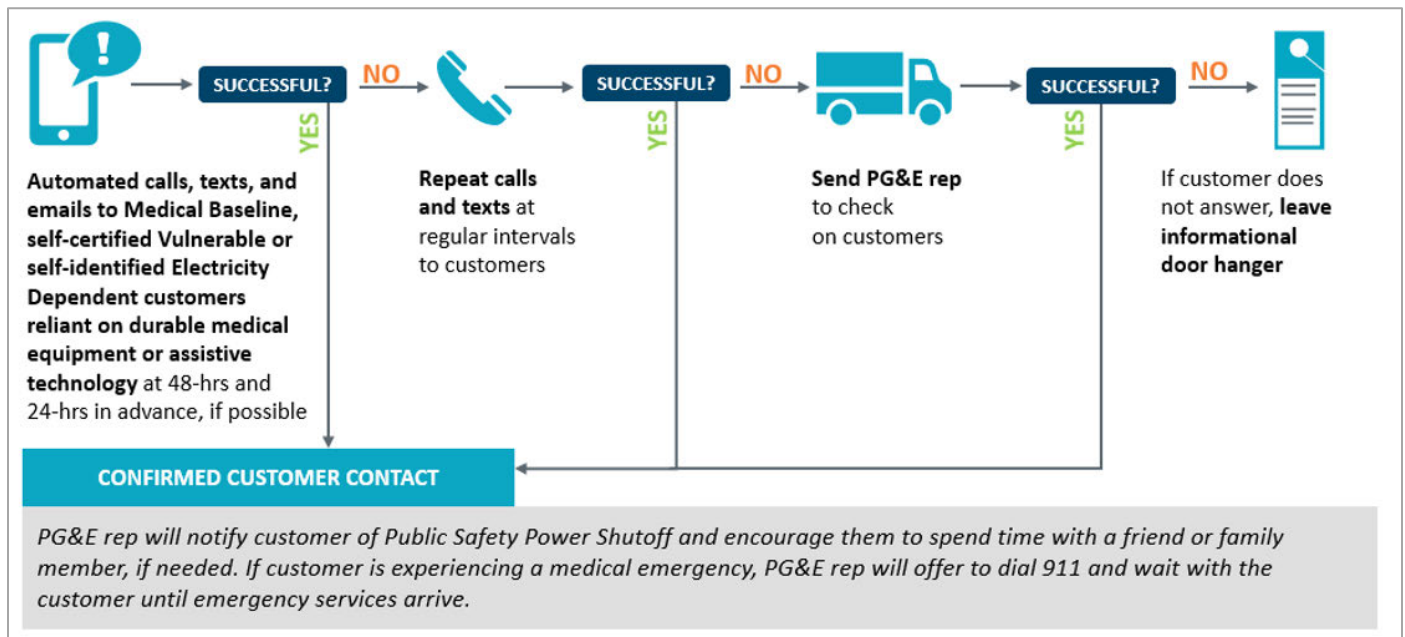 !
SUCCESSFUL?
NO
YES
SUCCESSFUL?
NO
YES
SUCCESSFUL?
NO
YES
Automated calls, texts, and
emails to Medical Baseline,
self-certified Vulnerable or
self-identified Electricity
Dependent customers
reliant on durable medical
equipment or assistive
technology at 48-hrs and
24-hrs in advance, if possible
Repeat calls
and texts at
regular intervals
to customers
Send PG&E rep
to check
on customers
If customer does
not answer, leave
informational
door hanger
CONFIRMED CUSTOMER CONTACT
PG&E rep will notify customer of Public Safety Power Shutoff and encourage them to spend time with a friend or family
member, if needed. If customer is experiencing a medical emergency, PG&E rep will offer to dial 911 and wait with the
customer until emergency services arrive.